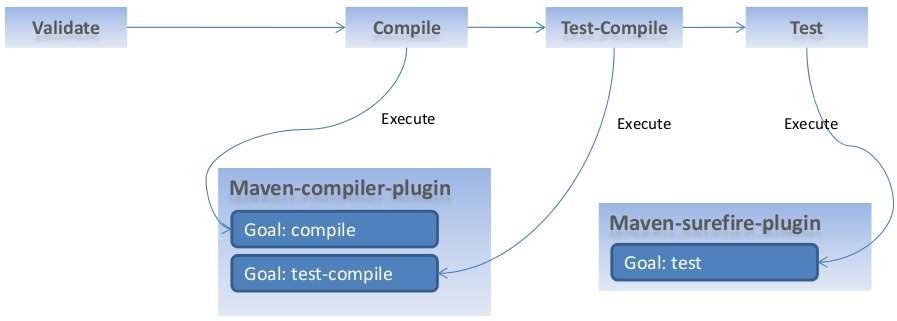 Validate
Compile
Test-Compile
Test
Execute
Execute
Execute
Maven-compiler-plugin
Goal: compile
Goal: test-compile
Maven-surefire-plugin
Goal: test